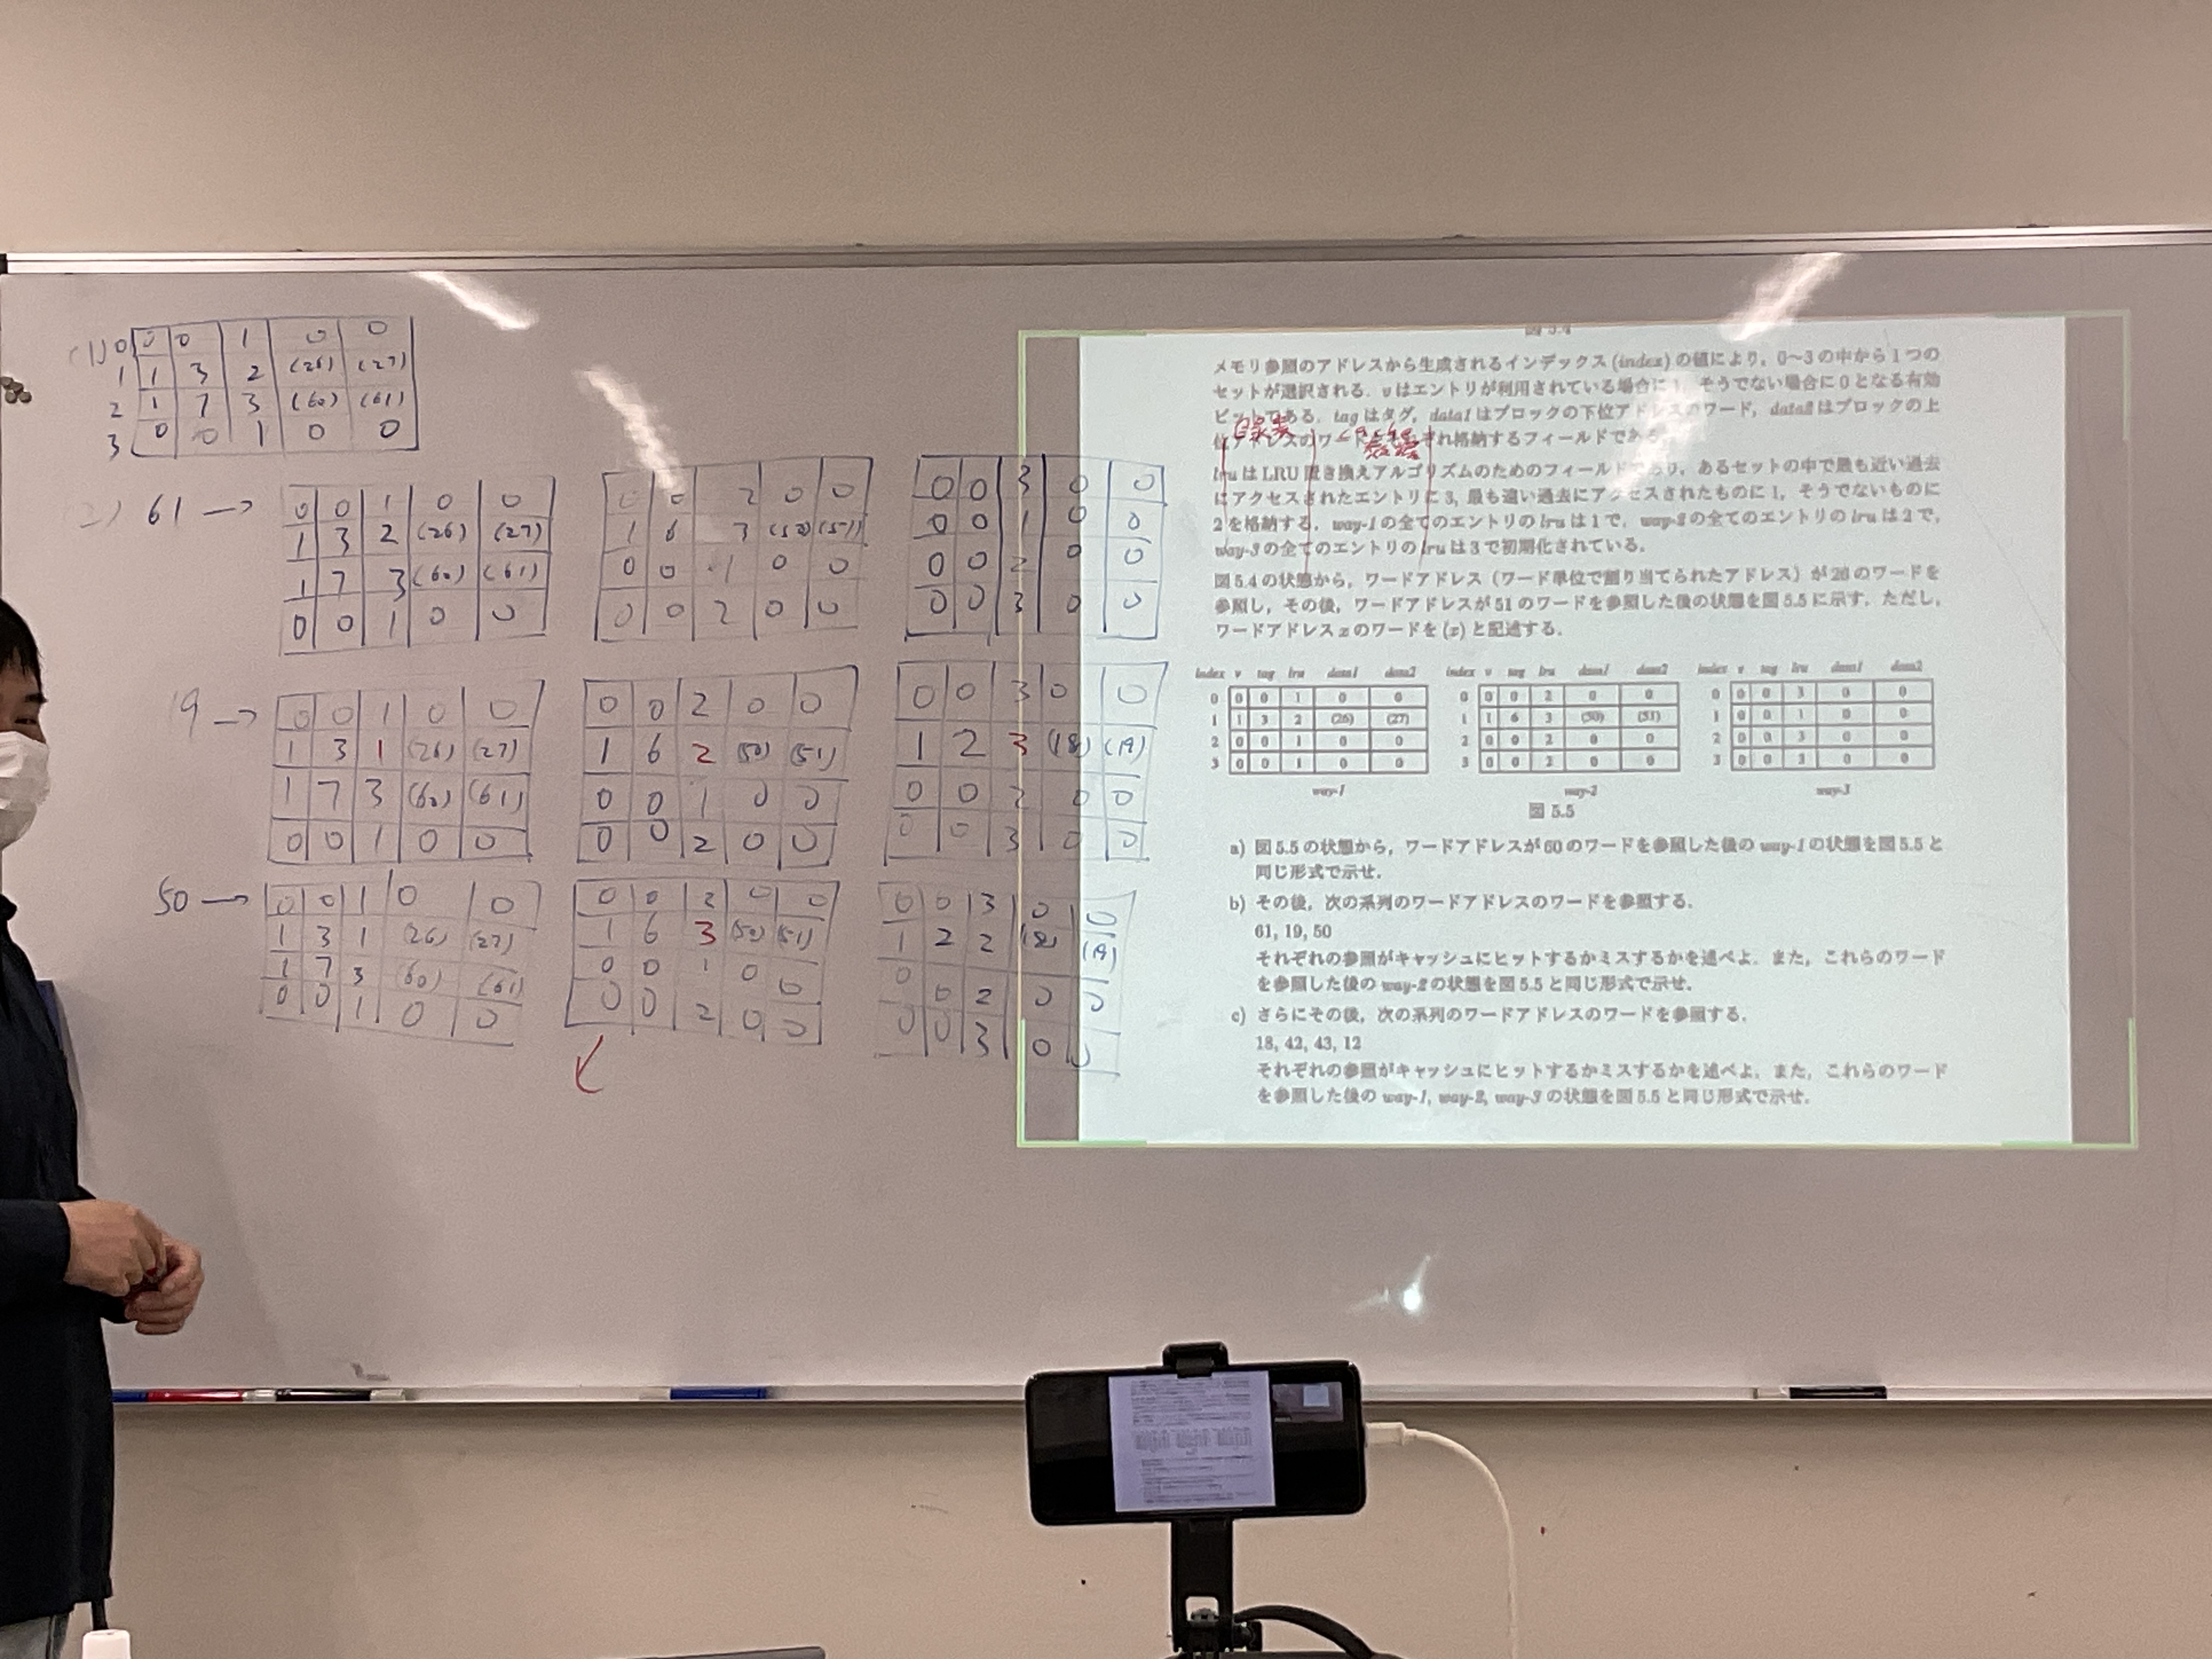 (1) 0 0 0 1 0 0
1 1 3 2 (26) (27)
2 1 7 3 (60) (61)
3 0 0 1 0 0
2) 61 →
0 0 1 0 0
1 3 2 (26) (27)
1 7 3 (60) (61)
0 0 1 0 0
0 0 2 0 0
1 6 3 (50) (51)
0 0 1 0 0
0 0 2 0 0
0 0 3 0 0
0 0 1 0 0
0 0 2 0 0
0 0 3 0 0
19 →
0 0 1 0 0
1 3 1 (26) (27)
1 7 3 (60) (61)
0 0 1 0 0
0 0 2 0 0
1 6 2 (50) (51)
0 0 1 0 0
0 0 2 0 0
0 0 3 0 0
1 2 3 (18) (19)
0 0 2 0 0
0 0 3 0 0
50 →
0 0 1 0 0
1 3 1 (26) (27)
1 7 3 (60) (61)
0 0 1 0 0
0 0 2 0 0
1 6 3 (50) (51)
0 0 1 0 0
0 0 2 0 0
0 0 3 0 0
1 2 2 (18) (19)
0 0 2 0 0
0 0 3 0 0
図 5.4
メモリ参照のアドレスから生成されるインデックス (index) の値により，0〜3 の中から 1 つの
セットが選択される．v はエントリが利用されている場合に 1，そうでない場合に 0 となる有効
ビットである．tag はタグ，data1 はブロックの下位アドレスのワード，data2 はブロックの上
位アドレスのワードをそれぞれ格納するフィールドである．
lru は LRU 置き換えアルゴリズムのためのフィールドであり，あるセットの中で最も近い過去
にアクセスされたエントリに 3, 最も遠い過去にアクセスされたものに 1，そうでないものに
2 を格納する．way-1 の全てのエントリの lru は 1 で，way-2 の全てのエントリの lru は 2 で，
way-3 の全てのエントリの lru は 3 で初期化されている．
図 5.4 の状態から，ワードアドレス（ワード単位で割り当てられたアドレス）が 26 のワードを
参照し，その後，ワードアドレスが 51 のワードを参照した後の状態を図 5.5 に示す．ただし，
ワードアドレス x のワードを (x) と記述する．
index v tag lru data1 data2
0 0 0 1 0 0
1 1 3 2 (26) (27)
2 0 0 1 0 0
3 0 0 1 0 0
way-1
index v tag lru data1 data2
0 0 0 2 0 0
1 1 6 3 (50) (51)
2 0 0 2 0 0
3 0 0 2 0 0
way-2
index v tag lru data1 data2
0 0 0 3 0 0
1 0 0 1 0 0
2 0 0 3 0 0
3 0 0 3 0 0
way-3
図 5.5
a) 図 5.5 の状態から，ワードアドレスが 60 のワードを参照した後の way-1 の状態を図 5.5 と
同じ形式で示せ．
b) その後，次の系列のワードアドレスのワードを参照する．
61, 19, 50
それぞれの参照がキャッシュにヒットするかミスするかを述べよ．また，これらのワード
を参照した後の way-2 の状態を図 5.5 と同じ形式で示せ．
c) さらにその後，次の系列のワードアドレスのワードを参照する．
18, 42, 43, 12
それぞれの参照がキャッシュにヒットするかミスするかを述べよ．また，これらのワード
を参照した後の way-1, way-2, way-3 の状態を図 5.5 と同じ形式で示せ．